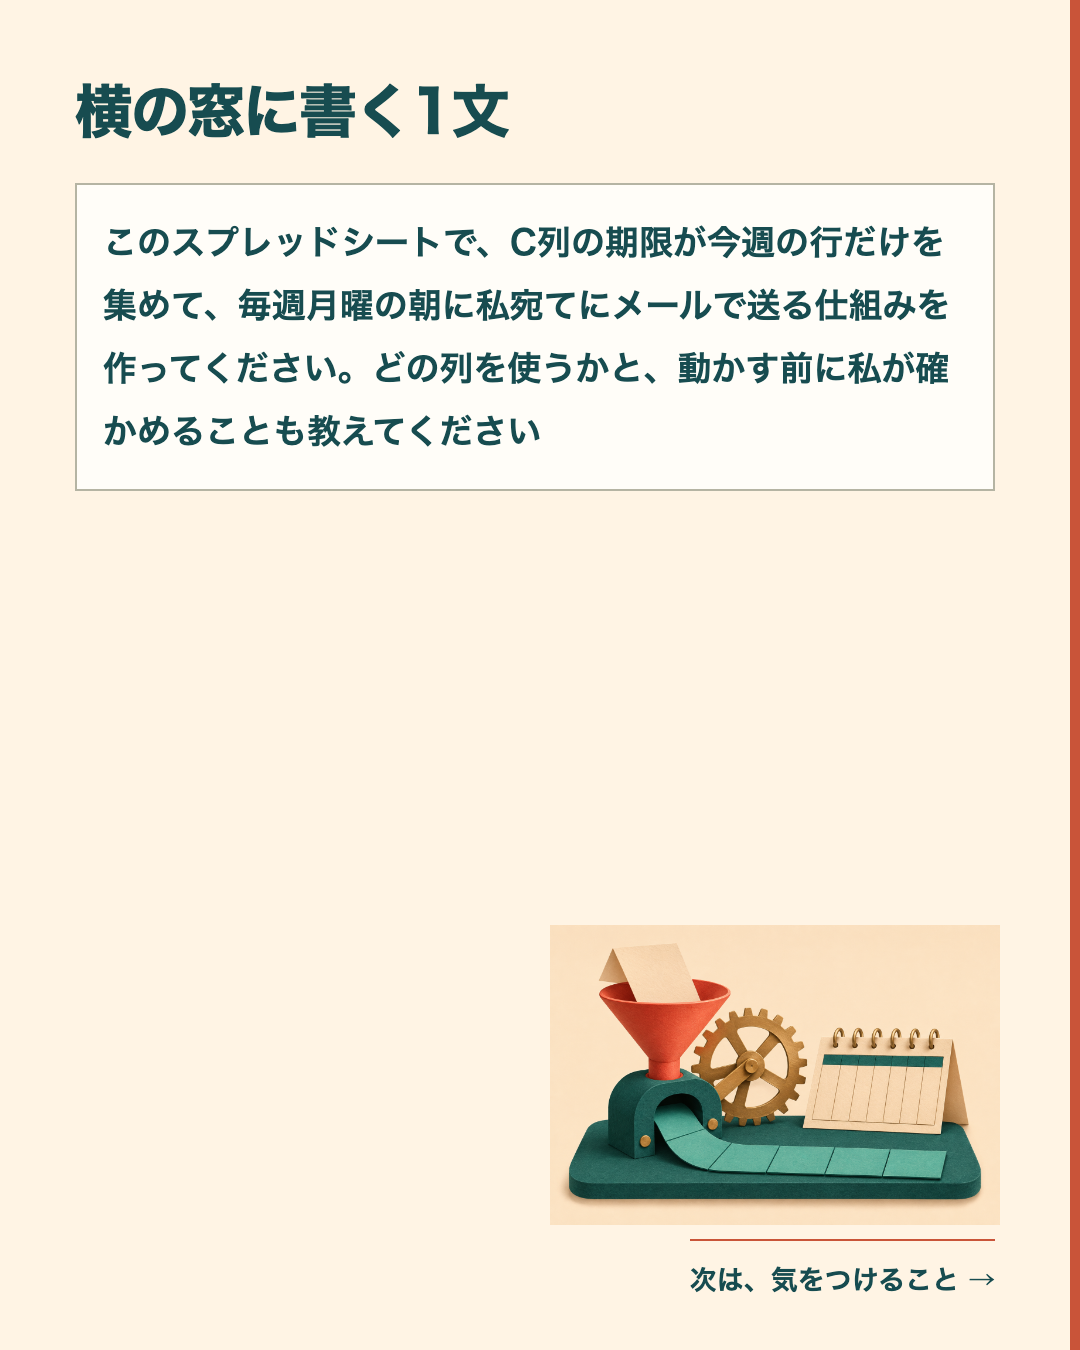 横の窓に書く1文
このスプレッドシートで、C列の期限が今週の行だけを
集めて、毎週月曜の朝に私宛てにメールで送る仕組みを
作ってください。どの列を使うかと、動かす前に私が確
かめることも教えてください
次は、気をつけること →